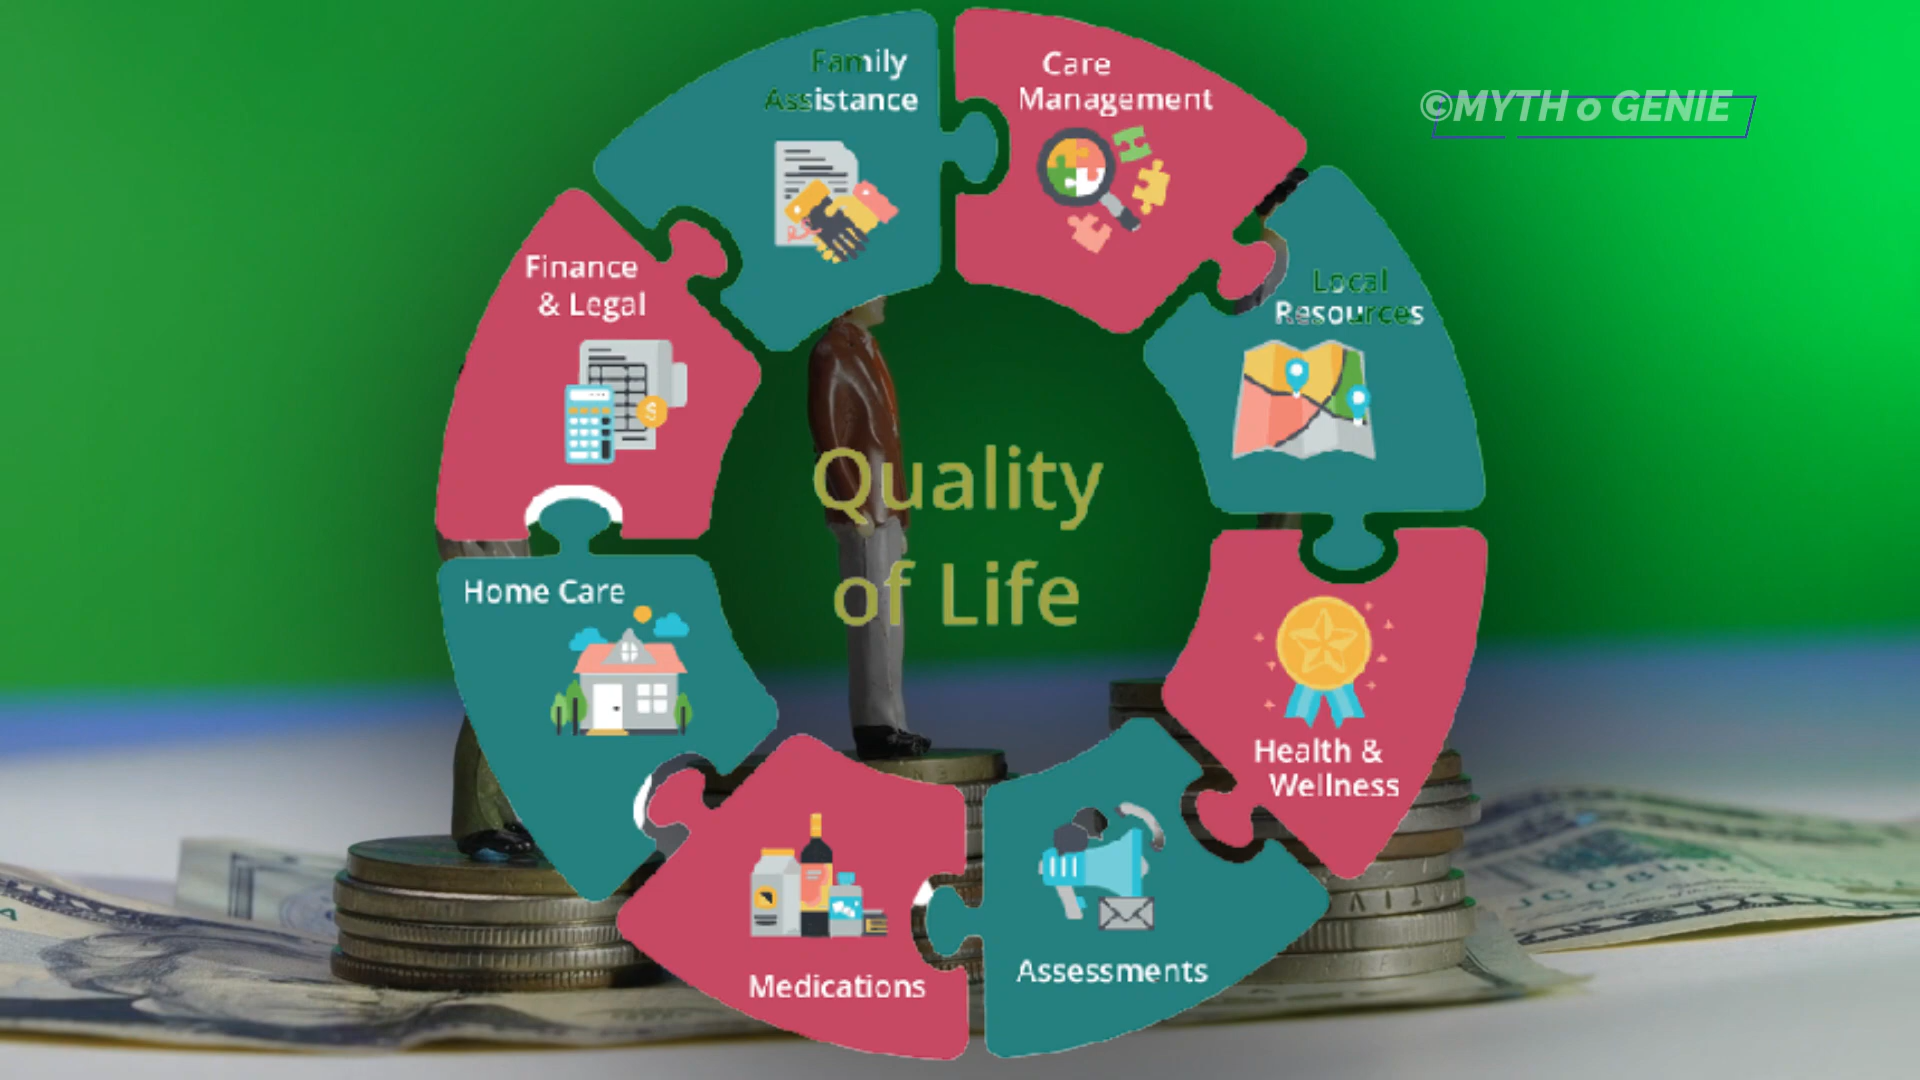 Family
Assistance
Care
Management
©MYTH o GENIE
Local
Resources
Finance
& Legal
Quality
of Life
Home Care
Health &
Wellness
Medications
Assessments